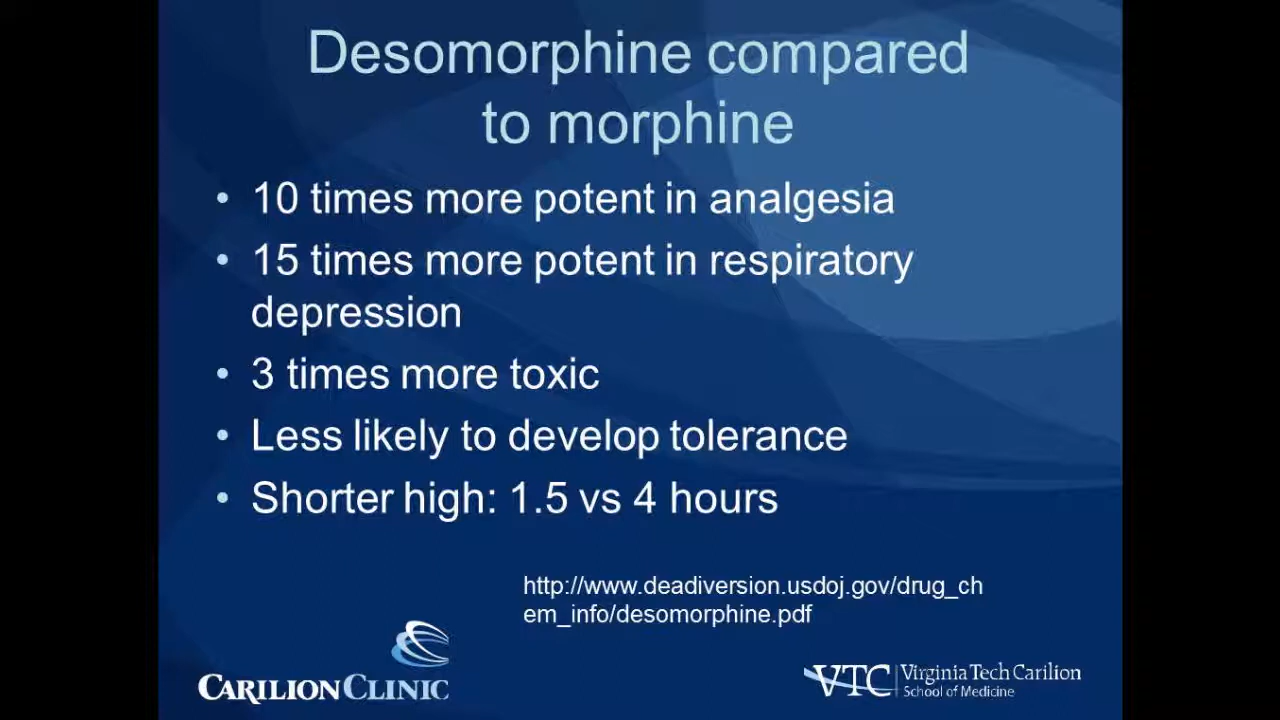 Desomorphine compared
to morphine
• 10 times more potent in analgesia
• 15 times more potent in respiratory
depression
• 3 times more toxic
• Less likely to develop tolerance
• Shorter high: 1.5 vs 4 hours
http://www.deadiversion.usdoj.gov/drug_ch
em_info/desomorphine.pdf
CARILION CLINIC
VTC Virginia Tech Carilion
School of Medicine